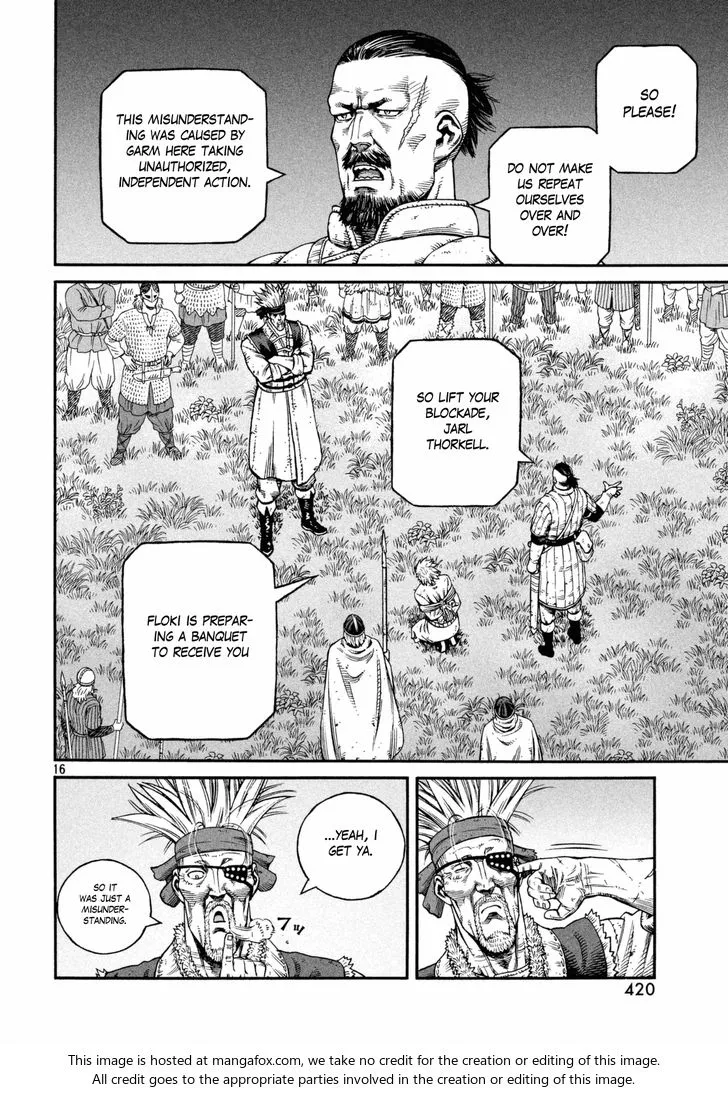 SO
PLEASE!
DO NOT MAKE
US REPEAT
OURSELVES
OVER AND
OVER!
THIS MISUNDERSTAND-
ING WAS CAUSED BY
GARM HERE TAKING
UNAUTHORIZED,
INDEPENDENT ACTION.
SO LIFT YOUR
BLOCKADE,
JARL
THORKELL.
FLOKI IS PREPAR-
ING A BANQUET
TO RECEIVE YOU
16
...YEAH, I
GET YA.
SO IT
WAS JUST A
MISUNDER-
STANDING.
フッ
420
This image is hosted at mangafox.com, we take no credit for the creation or editing of this image.
All credit goes to the appropriate parties involved in the creation or editing of this image.